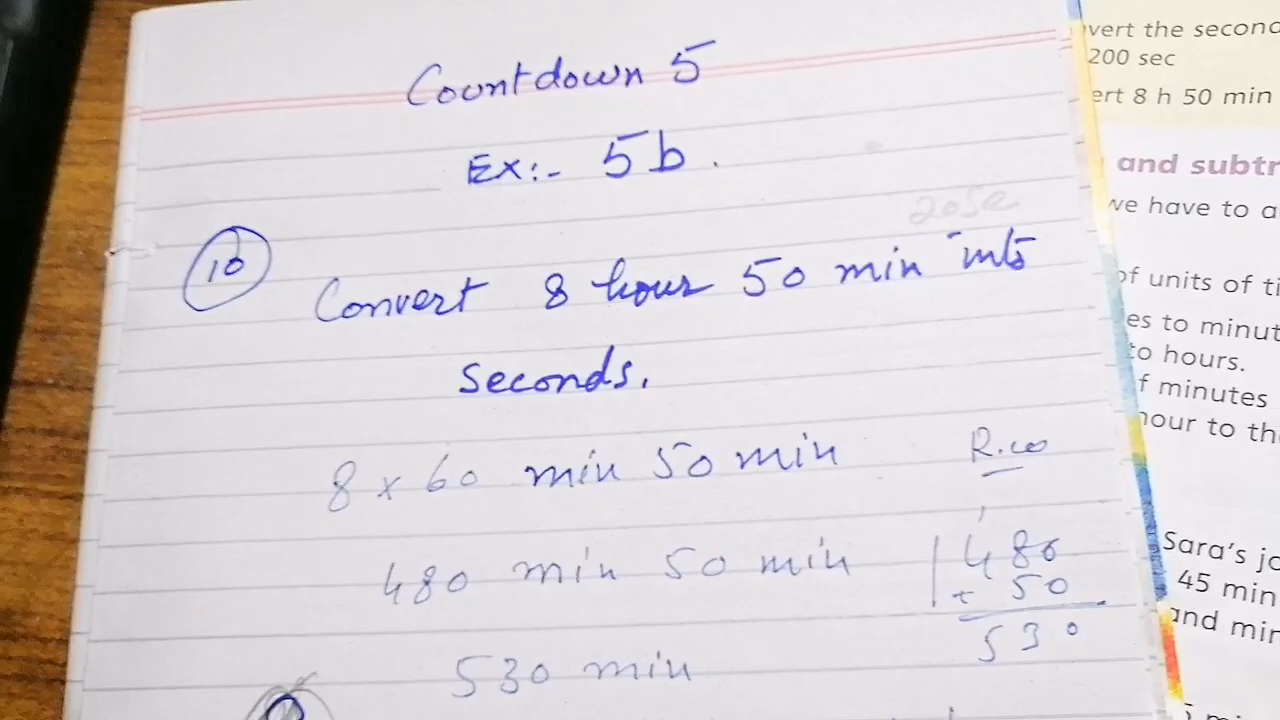 Countdown 5
Ex:- 5b.
10
Convert 8 hour 50 min into
seconds.
8 x 60 min 50 min
R.w
480 min 50 min
1
480
+ 50
530
530 min
vert the second
200 sec
ert 8 h 50 min
and subtr
we have to a
of units of ti
es to minut
to hours.
f minutes
hour to th
Sara's jo
45 min
and min